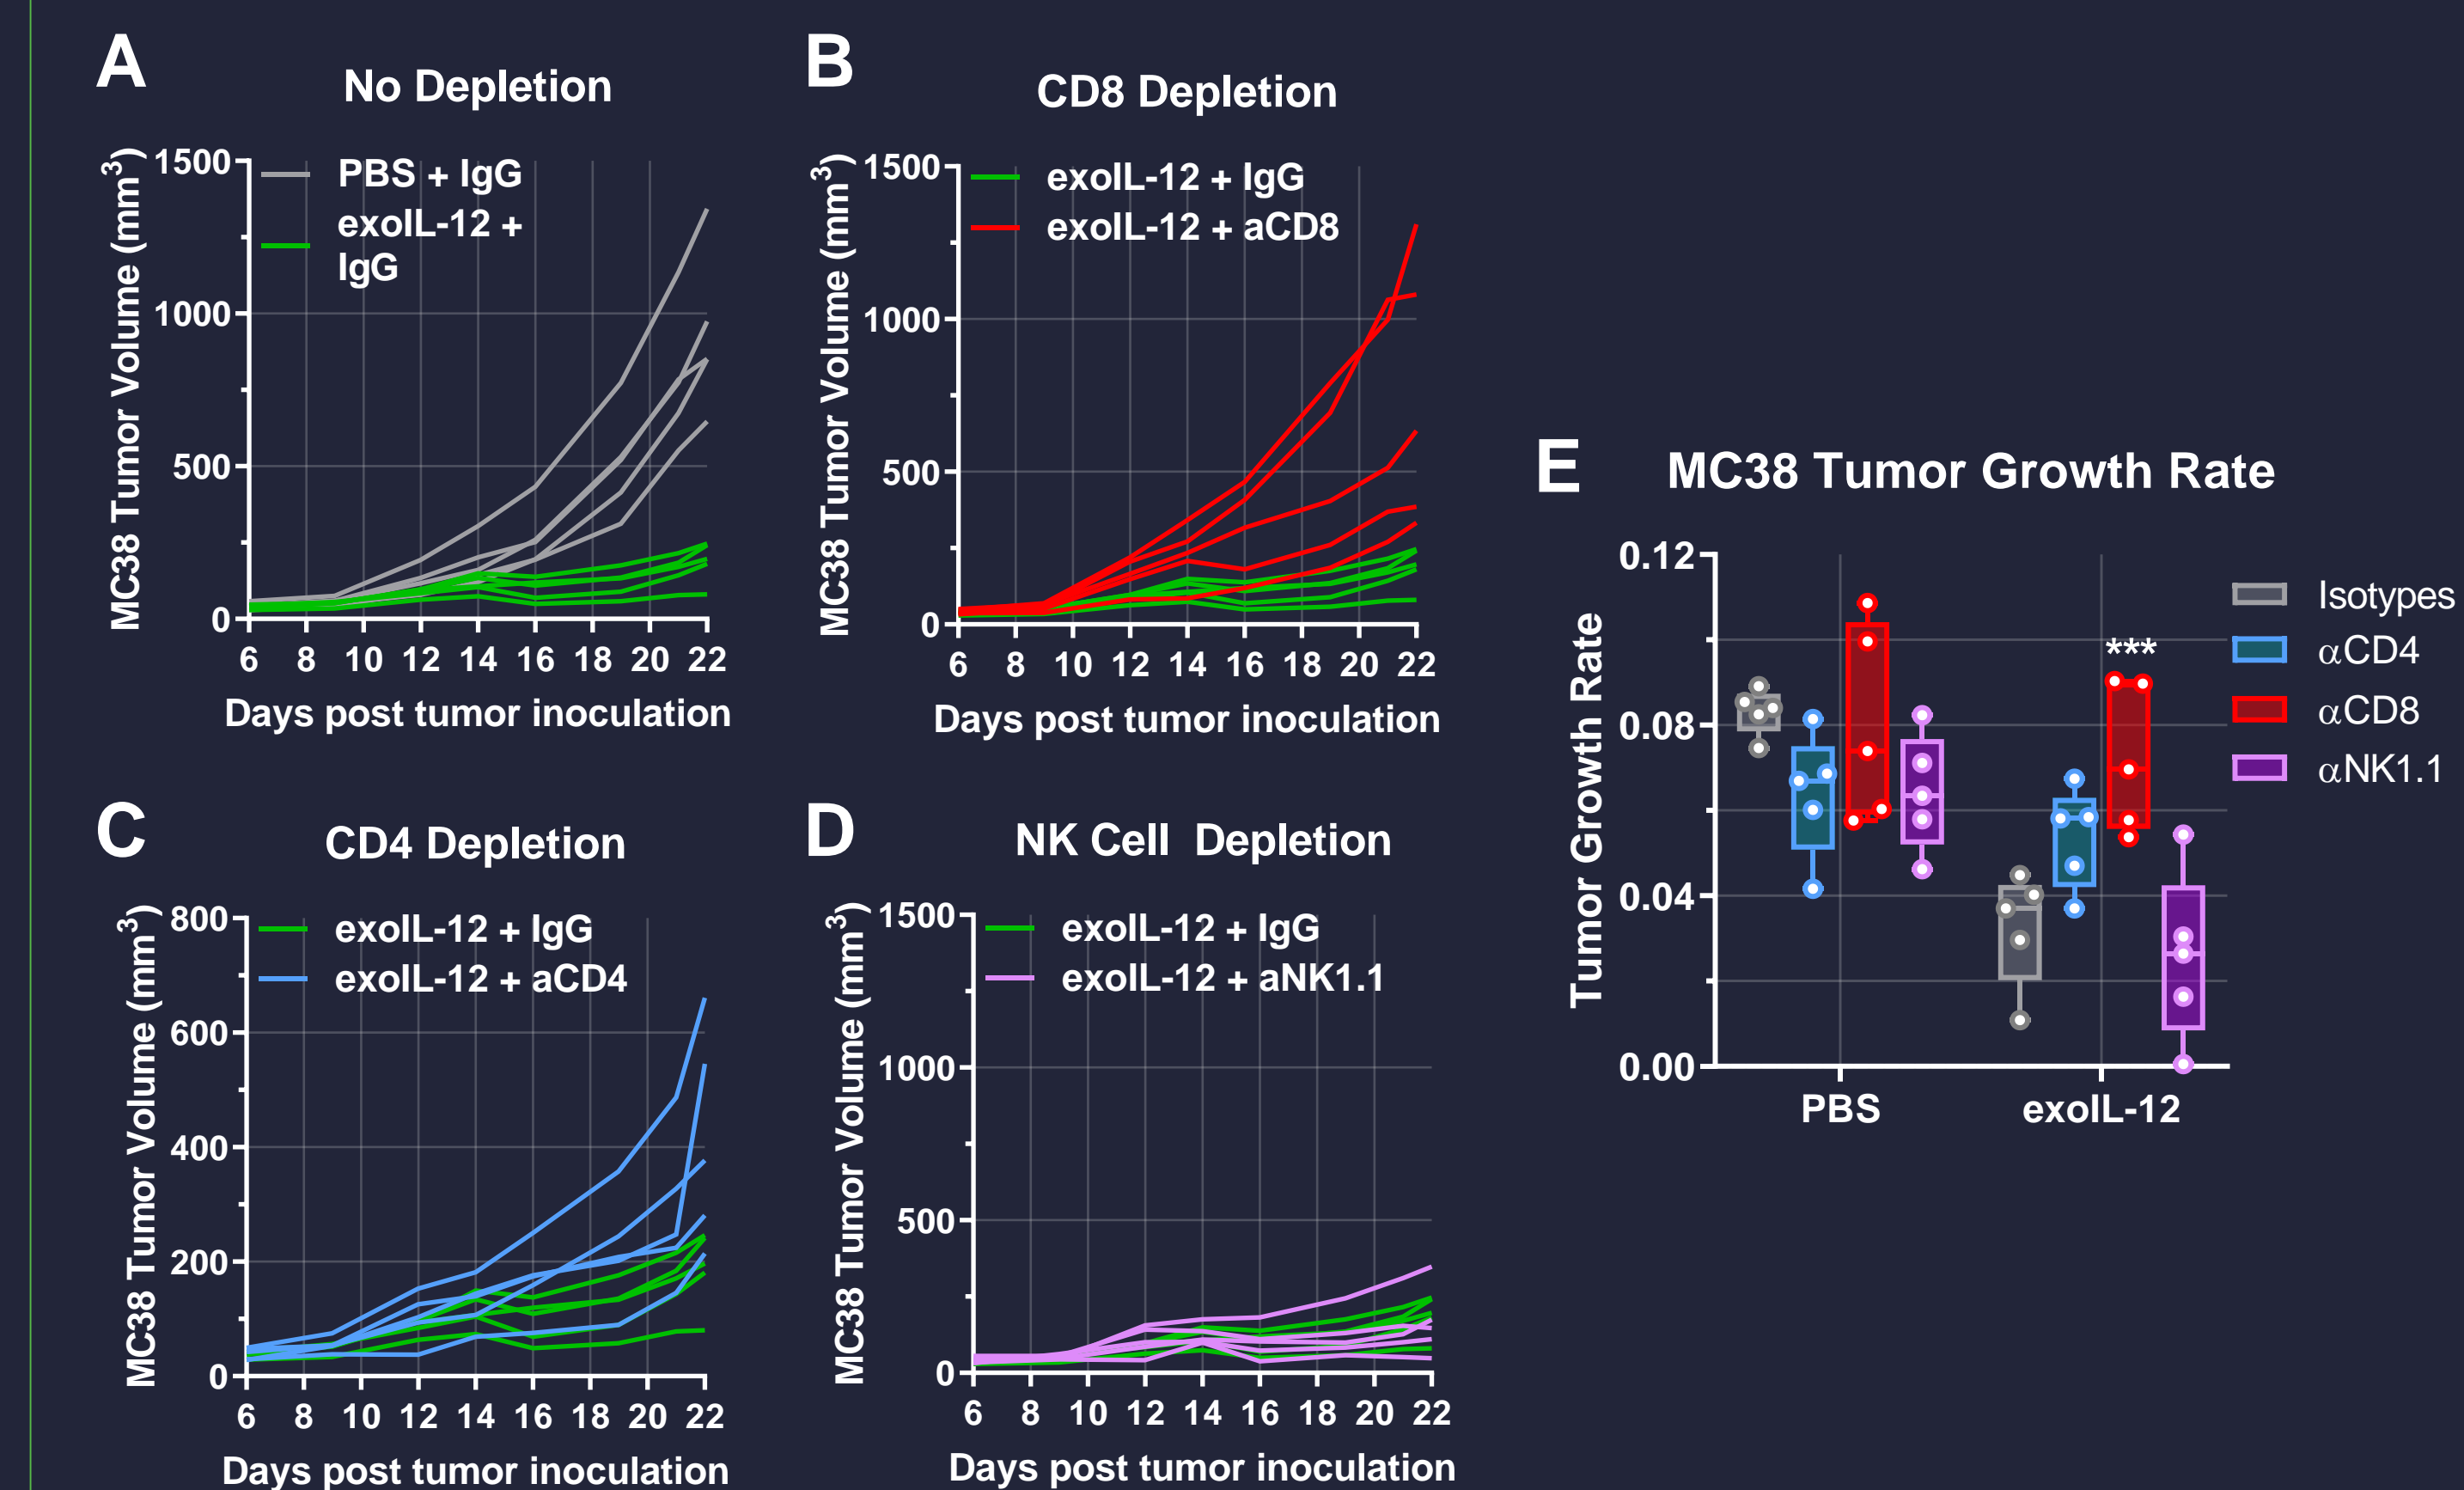 A
No Depletion
MC38 Tumor Volume (mm³)
1500
1000
500
0
PBS + IgG
exoIL-12 +
IgG
6 8 10 12 14 16 18 20 22
Days post tumor inoculation
B
CD8 Depletion
MC38 Tumor Volume (mm³)
1500
1000
500
0
exoIL-12 + IgG
exoIL-12 + aCD8
6 8 10 12 14 16 18 20 22
Days post tumor inoculation
C
CD4 Depletion
MC38 Tumor Volume (mm³)
800
600
400
200
0
exoIL-12 + IgG
exoIL-12 + aCD4
6 8 10 12 14 16 18 20 22
Days post tumor inoculation
D
NK Cell  Depletion
MC38 Tumor Volume (mm³)
1500
1000
500
0
exoIL-12 + IgG
exoIL-12 + aNK1.1
6 8 10 12 14 16 18 20 22
Days post tumor inoculation
E
MC38 Tumor Growth Rate
Tumor Growth Rate
0.12
0.08
0.04
0.00
***
PBS exoIL-12
Isotypes
αCD4
αCD8
αNK1.1